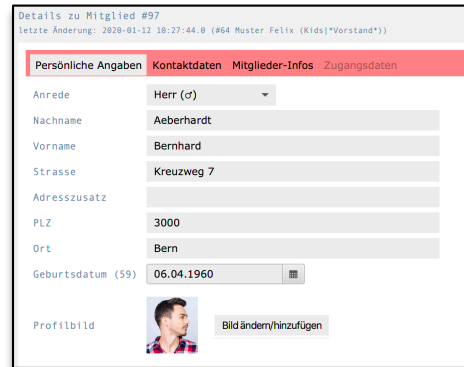 Details zu Mitglied #97
letzte Änderung: 2020-01-12 10:27:44.0 (#64 Muster Felix (Kids|*Vorstand*))
Persönliche Angaben Kontaktdaten Mitglieder-Infos Zugangsdaten
Anrede Herr (♂)
Nachname Aeberhardt
Vorname Bernhard
Strasse Kreuzweg 7
Adresszusatz
PLZ 3000
Ort Bern
Geburtsdatum (59) 06.04.1960
Profilbild Bild ändern/hinzufügen